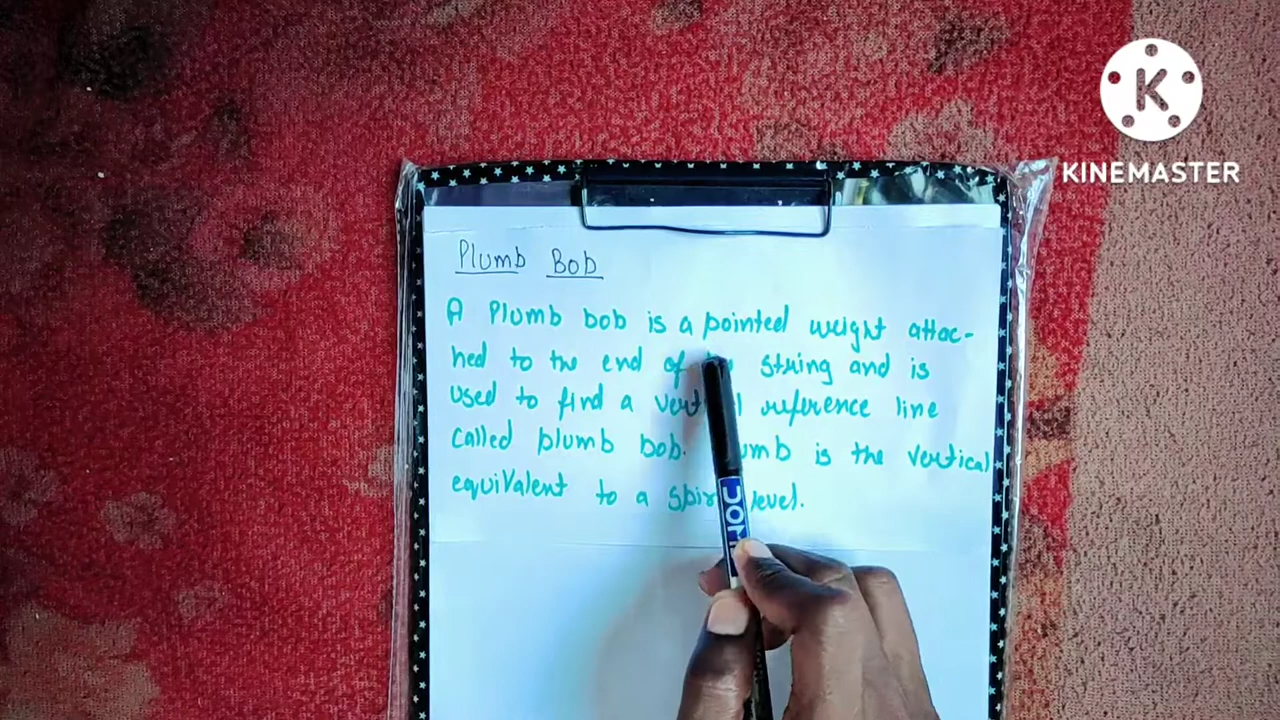 KINEMASTER
Plumb Bob
A Plumb bob is a pointed weight attac-
hed to the end of string and is
used to find a reference line
called plumb bob. is the vertical
equivalent to a level.